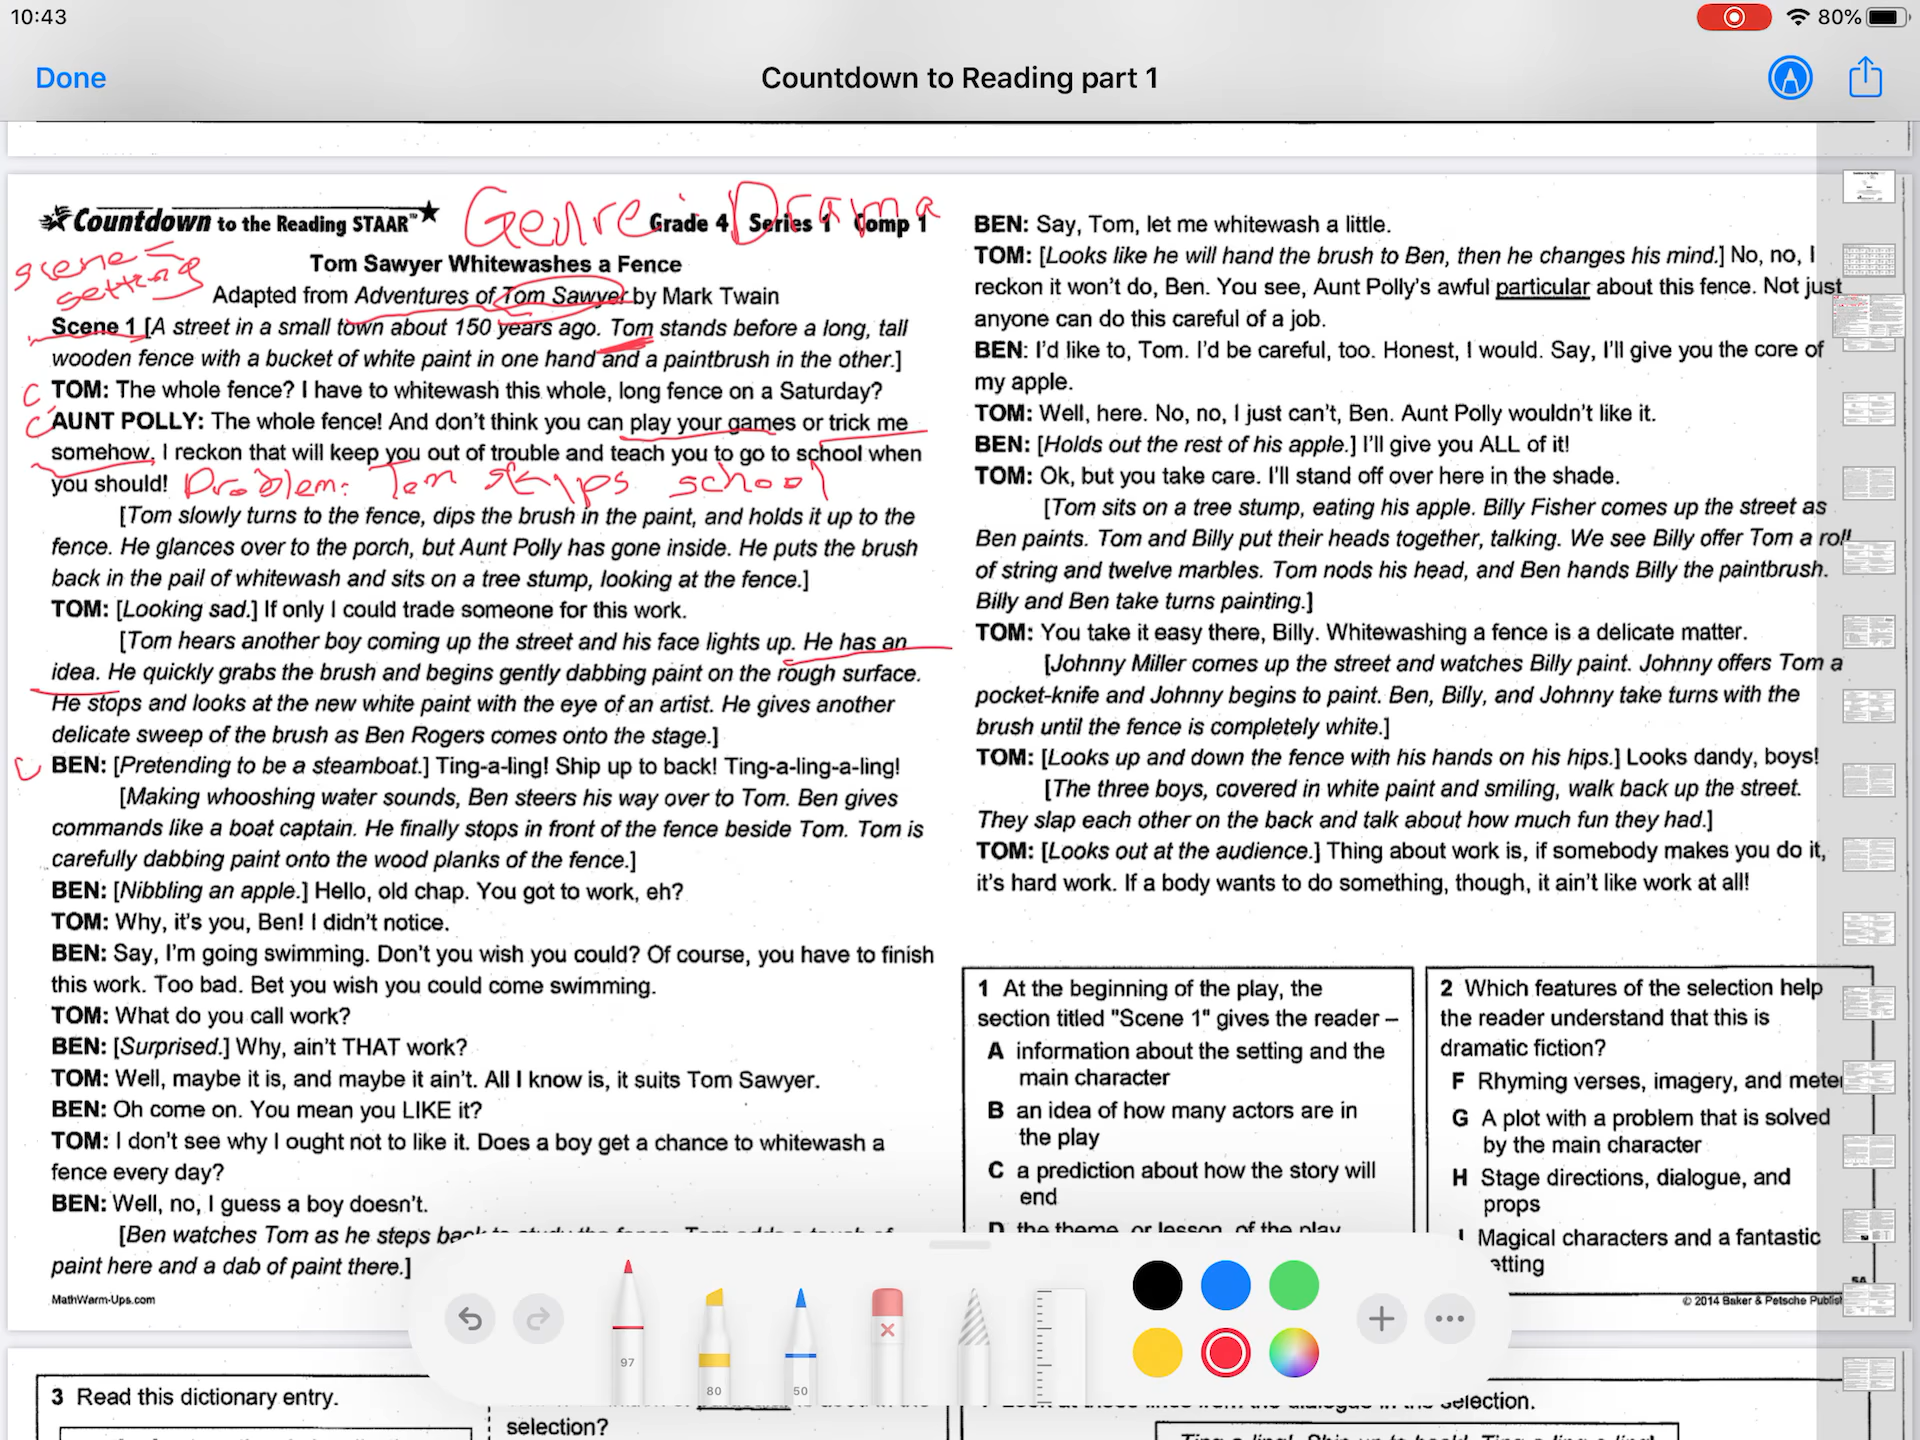 10:43
80%
Done
Countdown to Reading part 1
Countdown to the Reading STAAR™
Genre: Drama
Grade 4 Series 1 Comp 1
scene =
setting
Tom Sawyer Whitewashes a Fence
Adapted from Adventures of Tom Sawyer by Mark Twain
Scene 1 [A street in a small town about 150 years ago. Tom stands before a long, tall
wooden fence with a bucket of white paint in one hand and a paintbrush in the other.]
C TOM: The whole fence? I have to whitewash this whole, long fence on a Saturday?
C AUNT POLLY: The whole fence! And don't think you can play your games or trick me
somehow. I reckon that will keep you out of trouble and teach you to go to school when
you should! Problem: Tom skips school
[Tom slowly turns to the fence, dips the brush in the paint, and holds it up to the
fence. He glances over to the porch, but Aunt Polly has gone inside. He puts the brush
back in the pail of whitewash and sits on a tree stump, looking at the fence.]
TOM: [Looking sad.] If only I could trade someone for this work.
[Tom hears another boy coming up the street and his face lights up. He has an
idea. He quickly grabs the brush and begins gently dabbing paint on the rough surface.
He stops and looks at the new white paint with the eye of an artist. He gives another
delicate sweep of the brush as Ben Rogers comes onto the stage.]
C BEN: [Pretending to be a steamboat.] Ting-a-ling! Ship up to back! Ting-a-ling-a-ling!
[Making whooshing water sounds, Ben steers his way over to Tom. Ben gives
commands like a boat captain. He finally stops in front of the fence beside Tom. Tom is
carefully dabbing paint onto the wood planks of the fence.]
BEN: [Nibbling an apple.] Hello, old chap. You got to work, eh?
TOM: Why, it's you, Ben! I didn't notice.
BEN: Say, I'm going swimming. Don't you wish you could? Of course, you have to finish
this work. Too bad. Bet you wish you could come swimming.
TOM: What do you call work?
BEN: [Surprised.] Why, ain't THAT work?
TOM: Well, maybe it is, and maybe it ain't. All I know is, it suits Tom Sawyer.
BEN: Oh come on. You mean you LIKE it?
TOM: I don't see why I ought not to like it. Does a boy get a chance to whitewash a
fence every day?
BEN: Well, no, I guess a boy doesn't.
[Ben watches Tom as he steps back to study the fence. Tom adds a touch of
paint here and a dab of paint there.]
MathWarm-Ups.com
BEN: Say, Tom, let me whitewash a little.
TOM: [Looks like he will hand the brush to Ben, then he changes his mind.] No, no, I
reckon it won't do, Ben. You see, Aunt Polly's awful particular about this fence. Not just
anyone can do this careful of a job.
BEN: I'd like to, Tom. I'd be careful, too. Honest, I would. Say, I'll give you the core of
my apple.
TOM: Well, here. No, no, I just can't, Ben. Aunt Polly wouldn't like it.
BEN: [Holds out the rest of his apple.] I'll give you ALL of it!
TOM: Ok, but you take care. I'll stand off over here in the shade.
[Tom sits on a tree stump, eating his apple. Billy Fisher comes up the street as
Ben paints. Tom and Billy put their heads together, talking. We see Billy offer Tom a roll
of string and twelve marbles. Tom nods his head, and Ben hands Billy the paintbrush.
Billy and Ben take turns painting.]
TOM: You take it easy there, Billy. Whitewashing a fence is a delicate matter.
[Johnny Miller comes up the street and watches Billy paint. Johnny offers Tom a
pocket-knife and Johnny begins to paint. Ben, Billy, and Johnny take turns with the
brush until the fence is completely white.]
TOM: [Looks up and down the fence with his hands on his hips.] Looks dandy, boys!
[The three boys, covered in white paint and smiling, walk back up the street.
They slap each other on the back and talk about how much fun they had.]
TOM: [Looks out at the audience.] Thing about work is, if somebody makes you do it,
it's hard work. If a body wants to do something, though, it ain't like work at all!
1 At the beginning of the play, the
section titled "Scene 1" gives the reader –
A information about the setting and the
main character
B an idea of how many actors are in
the play
C a prediction about how the story will
end
D the theme, or lesson, of the play
2 Which features of the selection help
the reader understand that this is
dramatic fiction?
F Rhyming verses, imagery, and meter
G A plot with a problem that is solved
by the main character
H Stage directions, dialogue, and
props
Magical characters and a fantastic
etting
5A
© 2014 Baker & Petsche Publis
97
80
50
3 Read this dictionary entry.
selection?
selection.